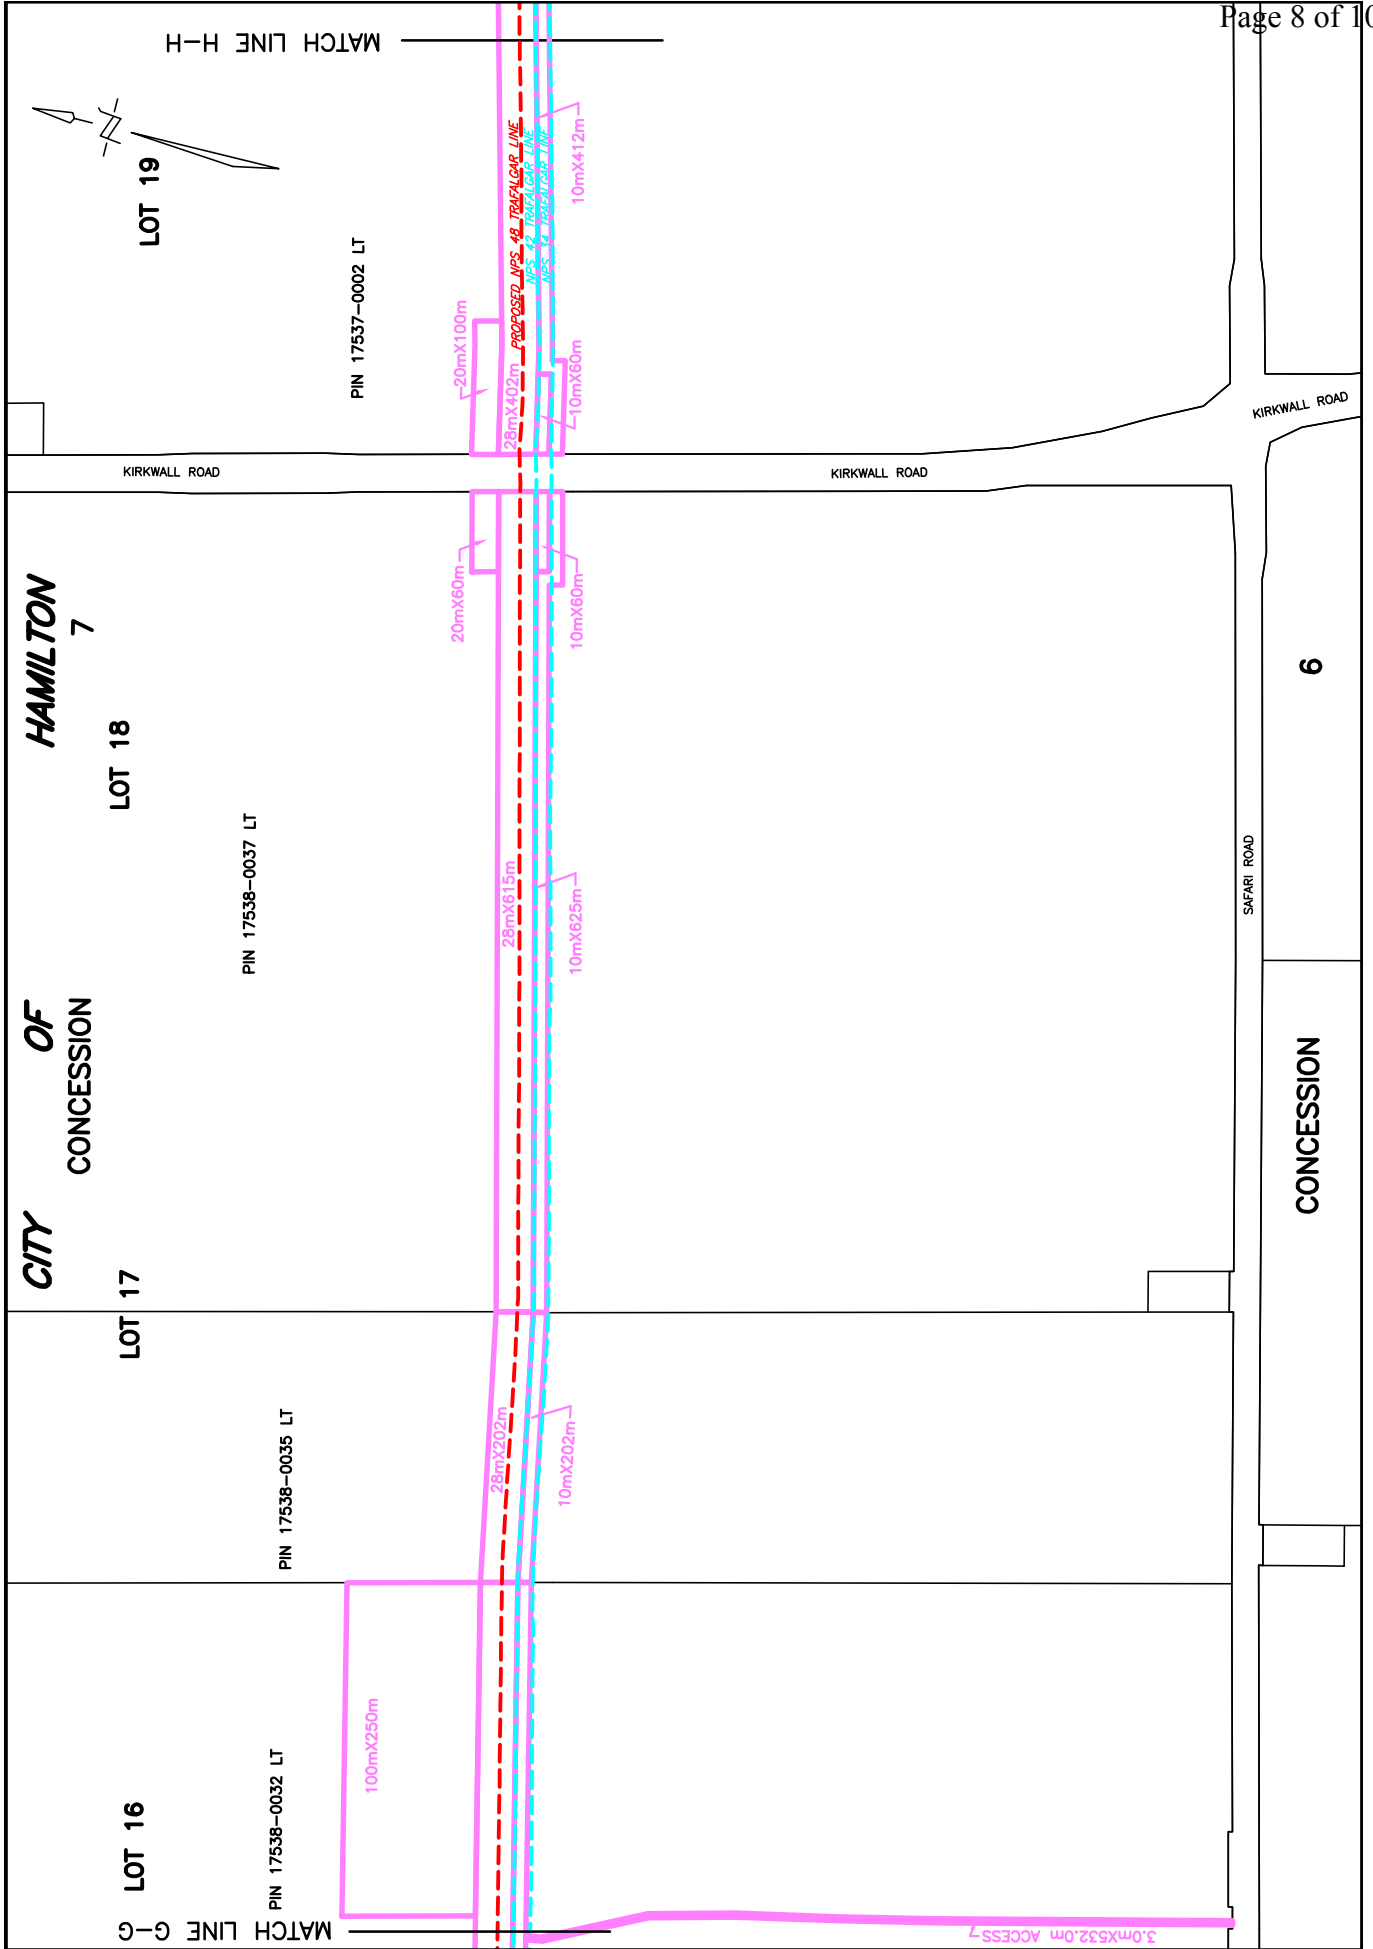 Page 8 of 10
MATCH LINE H-H
LOT 19
PIN 17537-0002 LT
PROPOSED NPS 48 TRAFALGAR LINE
NPS 42 TRAFALGAR LINE
NPS 34 TRAFALGAR LINE
10mX412m
20mX100m
28mX402m
10mX60m
KIRKWALL ROAD
KIRKWALL ROAD
KIRKWALL ROAD
20mX60m
10mX60m
CITY OF HAMILTON
CONCESSION 7
LOT 18
PIN 17538-0037 LT
28mX615m
10mX625m
SAFARI ROAD
CONCESSION 6
LOT 17
PIN 17538-0035 LT
28mX202m
10mX202m
100mX250m
LOT 16
PIN 17538-0032 LT
MATCH LINE G-G
3.0mX532.0m ACCESS